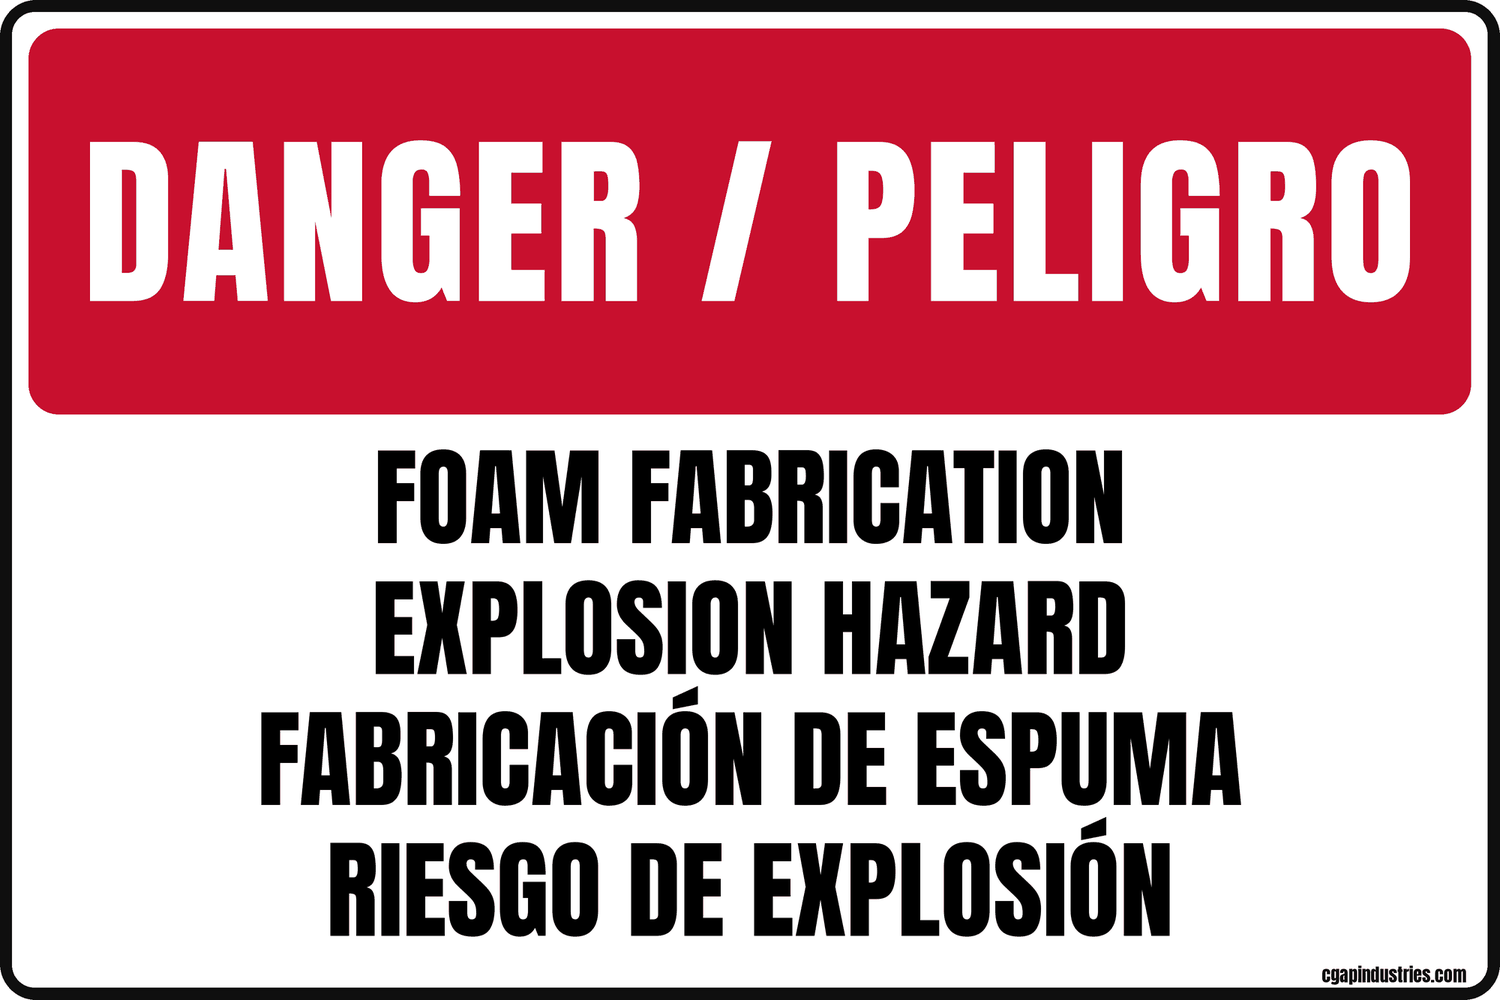 DANGER / PELIGRO
FOAM FABRICATION
EXPLOSION HAZARD
FABRICACIÓN DE ESPUMA
RIESGO DE EXPLOSIÓN
cgapindustries.com